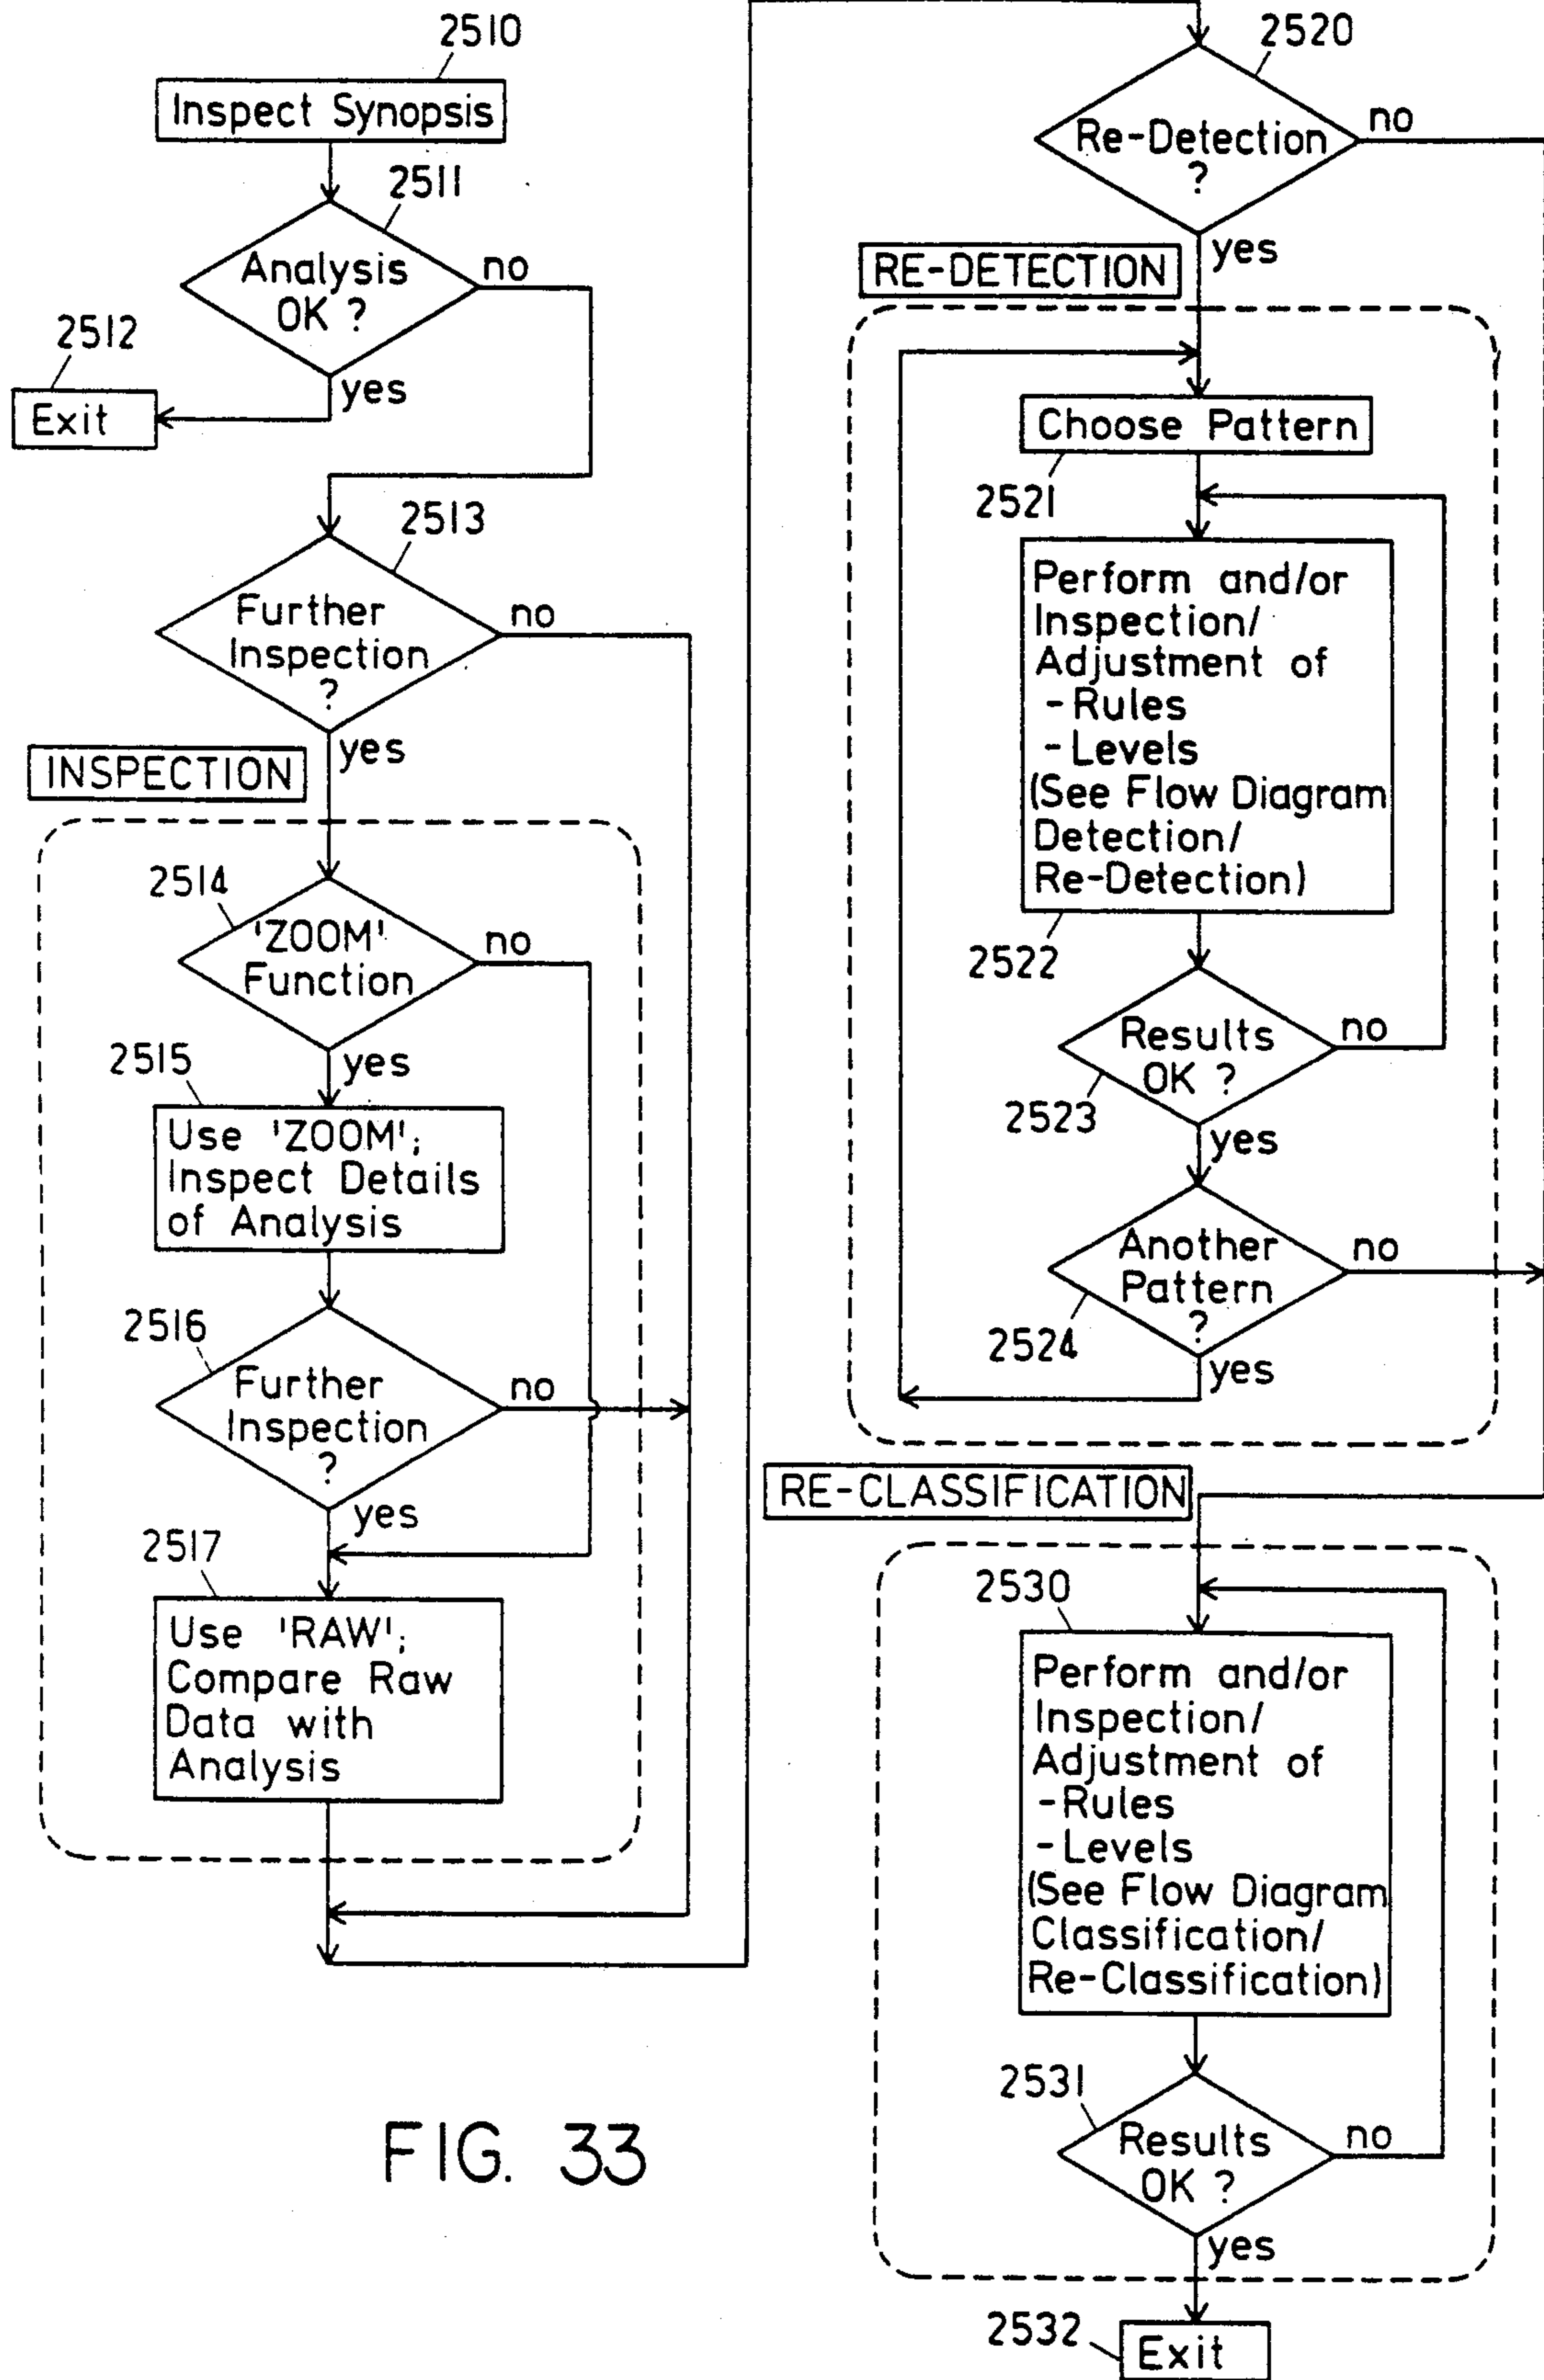 2510
Inspect Synopsis
2511
Analysis
OK ?
no
yes
2512
Exit
2513
Further
Inspection
?
no
yes
INSPECTION
2514
'ZOOM'
Function
no
yes
2515
Use 'ZOOM';
Inspect Details
of Analysis
2516
Further
Inspection
?
no
yes
2517
Use 'RAW';
Compare Raw
Data with
Analysis
2520
Re-Detection
?
no
yes
RE-DETECTION
Choose Pattern
2521
Perform and/or
Inspection/
Adjustment of
-Rules
-Levels
(See Flow Diagram
Detection/
Re-Detection)
2522
Results
OK ?
no
2523
yes
Another
Pattern
?
no
2524
yes
RE-CLASSIFICATION
2530
Perform and/or
Inspection/
Adjustment of
-Rules
-Levels
(See Flow Diagram
Classification/
Re-Classification)
2531
Results
OK ?
no
yes
2532
Exit
FIG. 33